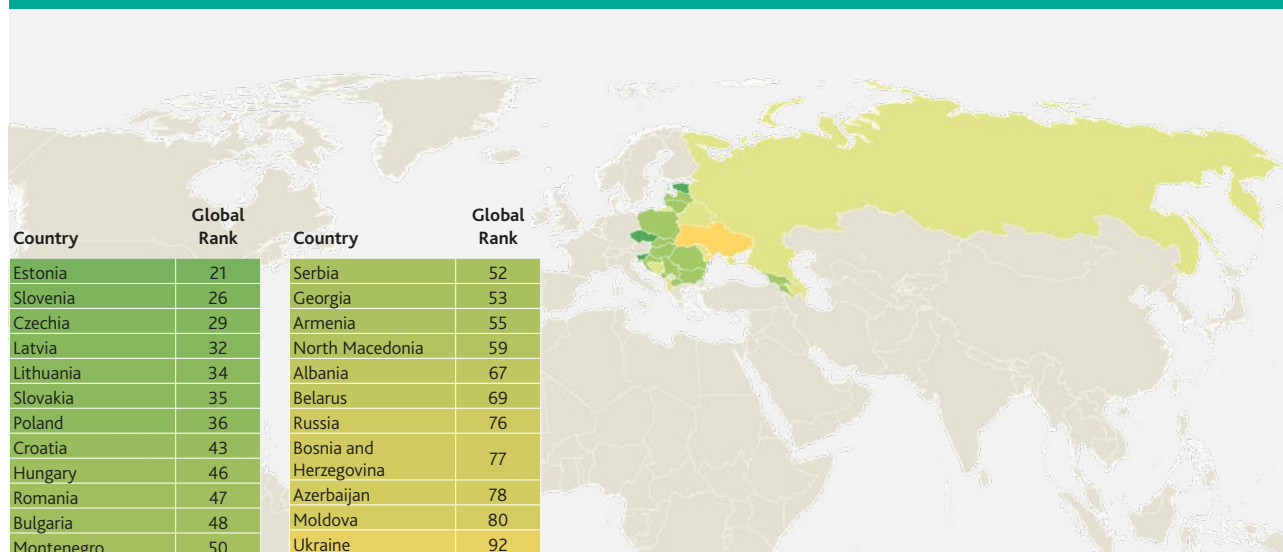 Country Global Rank
Estonia 21
Slovenia 26
Czechia 29
Latvia 32
Lithuania 34
Slovakia 35
Poland 36
Croatia 43
Hungary 46
Romania 47
Bulgaria 48
Montenegro 50
Country Global Rank
Serbia 52
Georgia 53
Armenia 55
North Macedonia 59
Albania 67
Belarus 69
Russia 76
Bosnia and
Herzegovina 77
Azerbaijan 78
Moldova 80
Ukraine 92